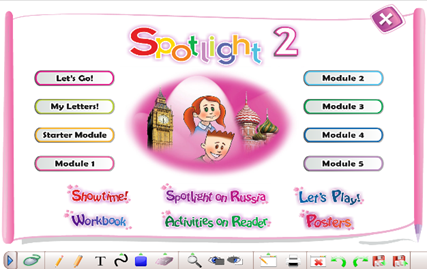 Spotlight 2
Let's Go!
My Letters!
Starter Module
Module 1
Module 2
Module 3
Module 4
Module 5
Showtime!
Spotlight on Russia
Let's Play!
Workbook
Activities on Reader
Posters
T